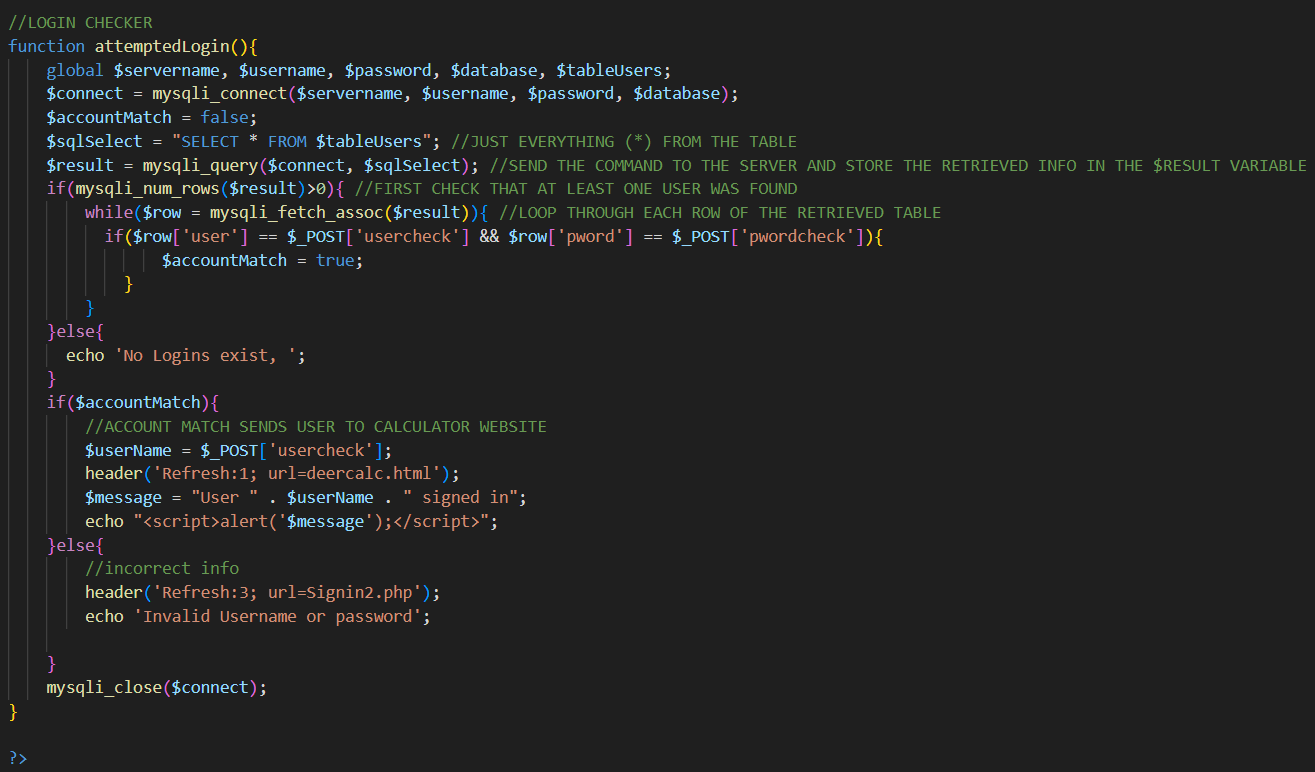 //LOGIN CHECKER
function attemptedLogin(){
    global $servername, $username, $password, $database, $tableUsers;
    $connect = mysqli_connect($servername, $username, $password, $database);
    $accountMatch = false;
    $sqlSelect = "SELECT * FROM $tableUsers"; //JUST EVERYTHING (*) FROM THE TABLE
    $result = mysqli_query($connect, $sqlSelect); //SEND THE COMMAND TO THE SERVER AND STORE THE RETRIEVED INFO IN THE $RESULT VARIABLE
    if(mysqli_num_rows($result)>0){ //FIRST CHECK THAT AT LEAST ONE USER WAS FOUND
        while($row = mysqli_fetch_assoc($result)){ //LOOP THROUGH EACH ROW OF THE RETRIEVED TABLE
          if($row['user'] == $_POST['usercheck'] && $row['pword'] == $_POST['pwordcheck']){
                $accountMatch = true;
            }
        }
    }else{
      echo 'No Logins exist, ';
    }
    if($accountMatch){
        //ACCOUNT MATCH SENDS USER TO CALCULATOR WEBSITE
        $userName = $_POST['usercheck'];
        header('Refresh:1; url=deercalc.html');
        $message = "User " . $userName . " signed in";
        echo "<script>alert('$message');</script>";
    }else{
        //incorrect info
        header('Refresh:3; url=Signin2.php');
        echo 'Invalid Username or password';
    }
    mysqli_close($connect);
}
?>